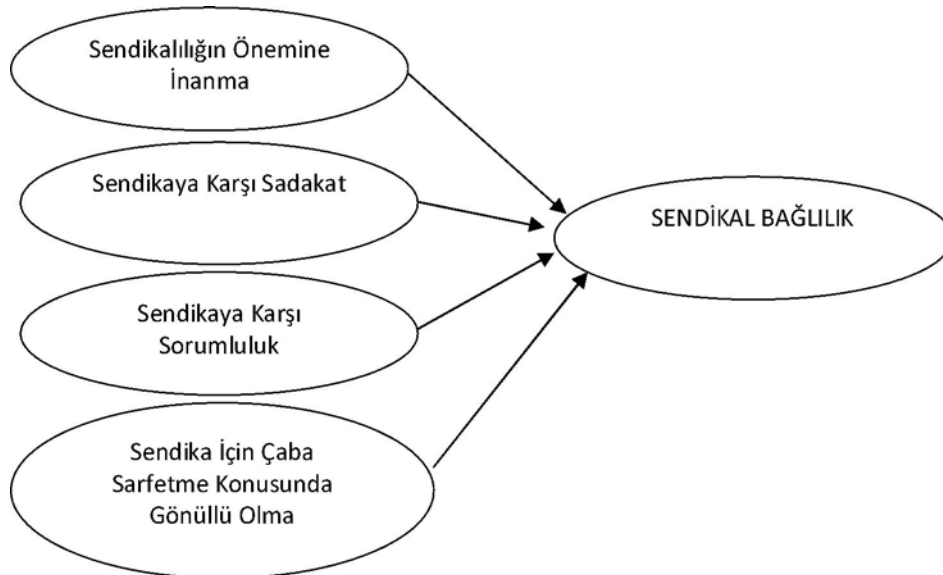 Sendikalılığın Önemine
İnanma
Sendikaya Karşı Sadakat
SENDİKAL BAĞLILIK
Sendikaya Karşı
Sorumluluk
Sendika İçin Çaba
Sarfetme Konusunda
Gönüllü Olma